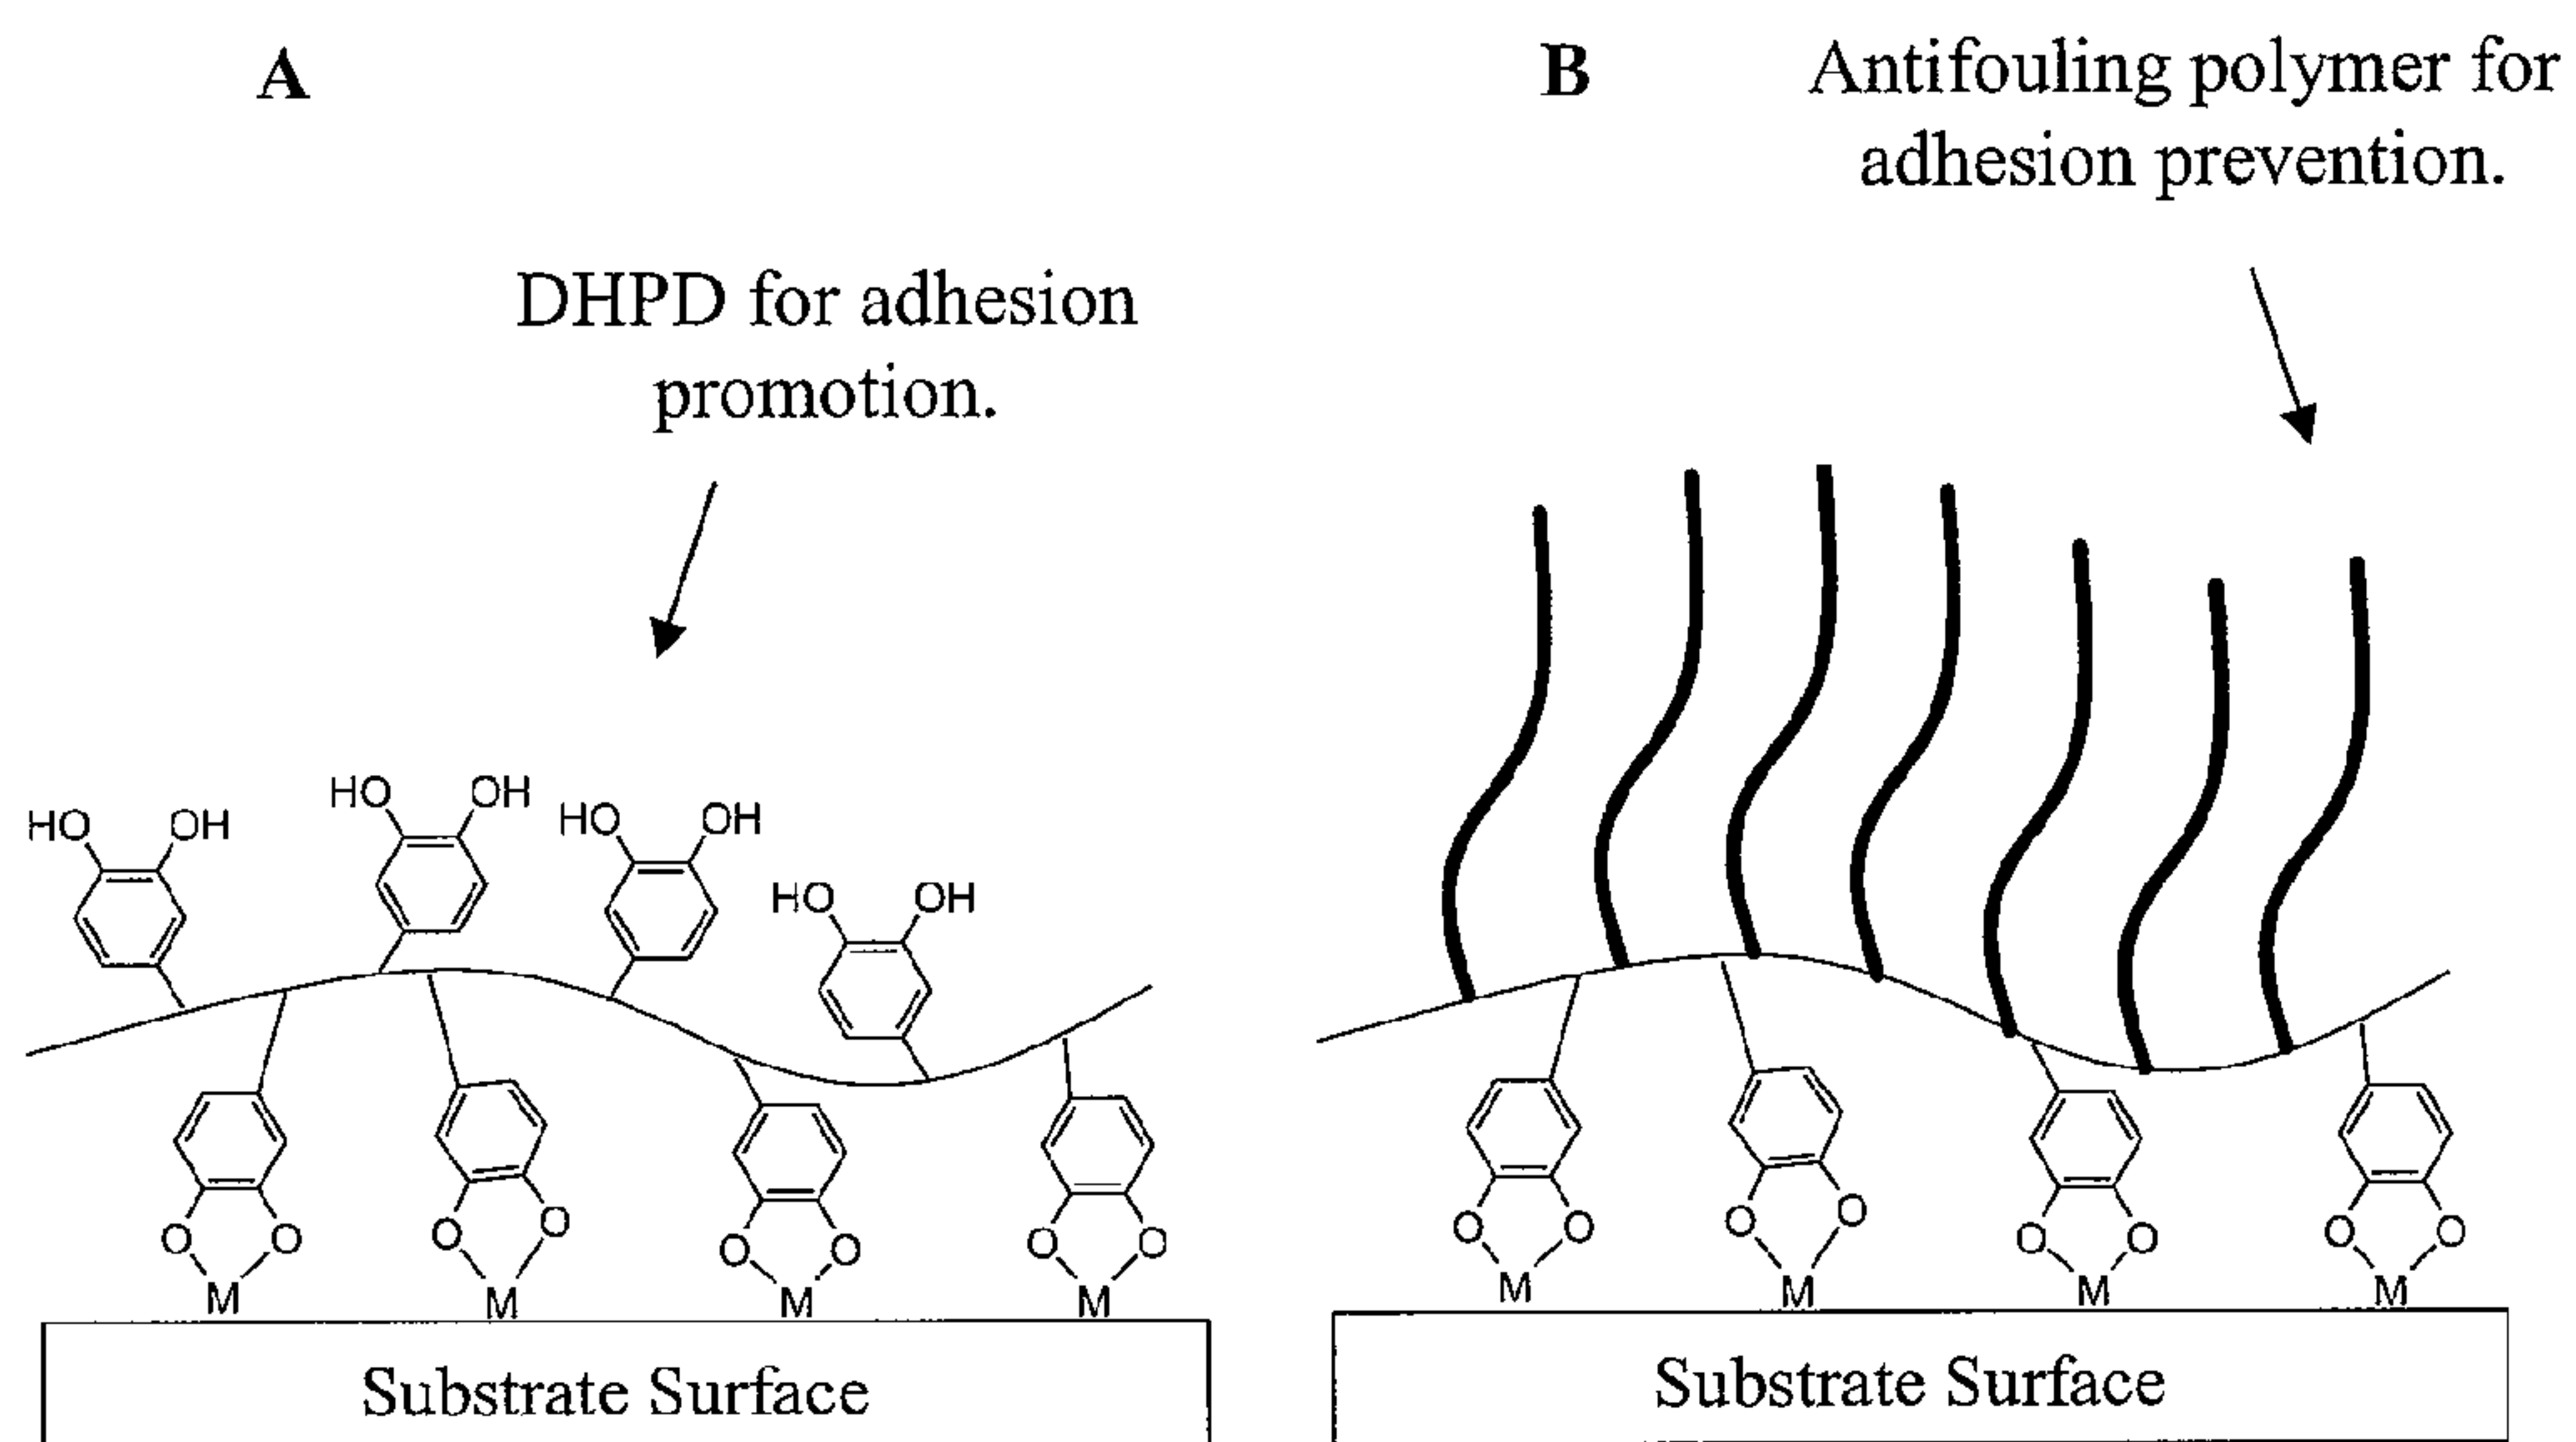 A
DHPD for adhesion
promotion.
HO OH HO OH HO OH HO OH
O O O O O O O O
M M M M
Substrate Surface
B
Antifouling polymer for
adhesion prevention.
O O O O O O O O
M M M M
Substrate Surface